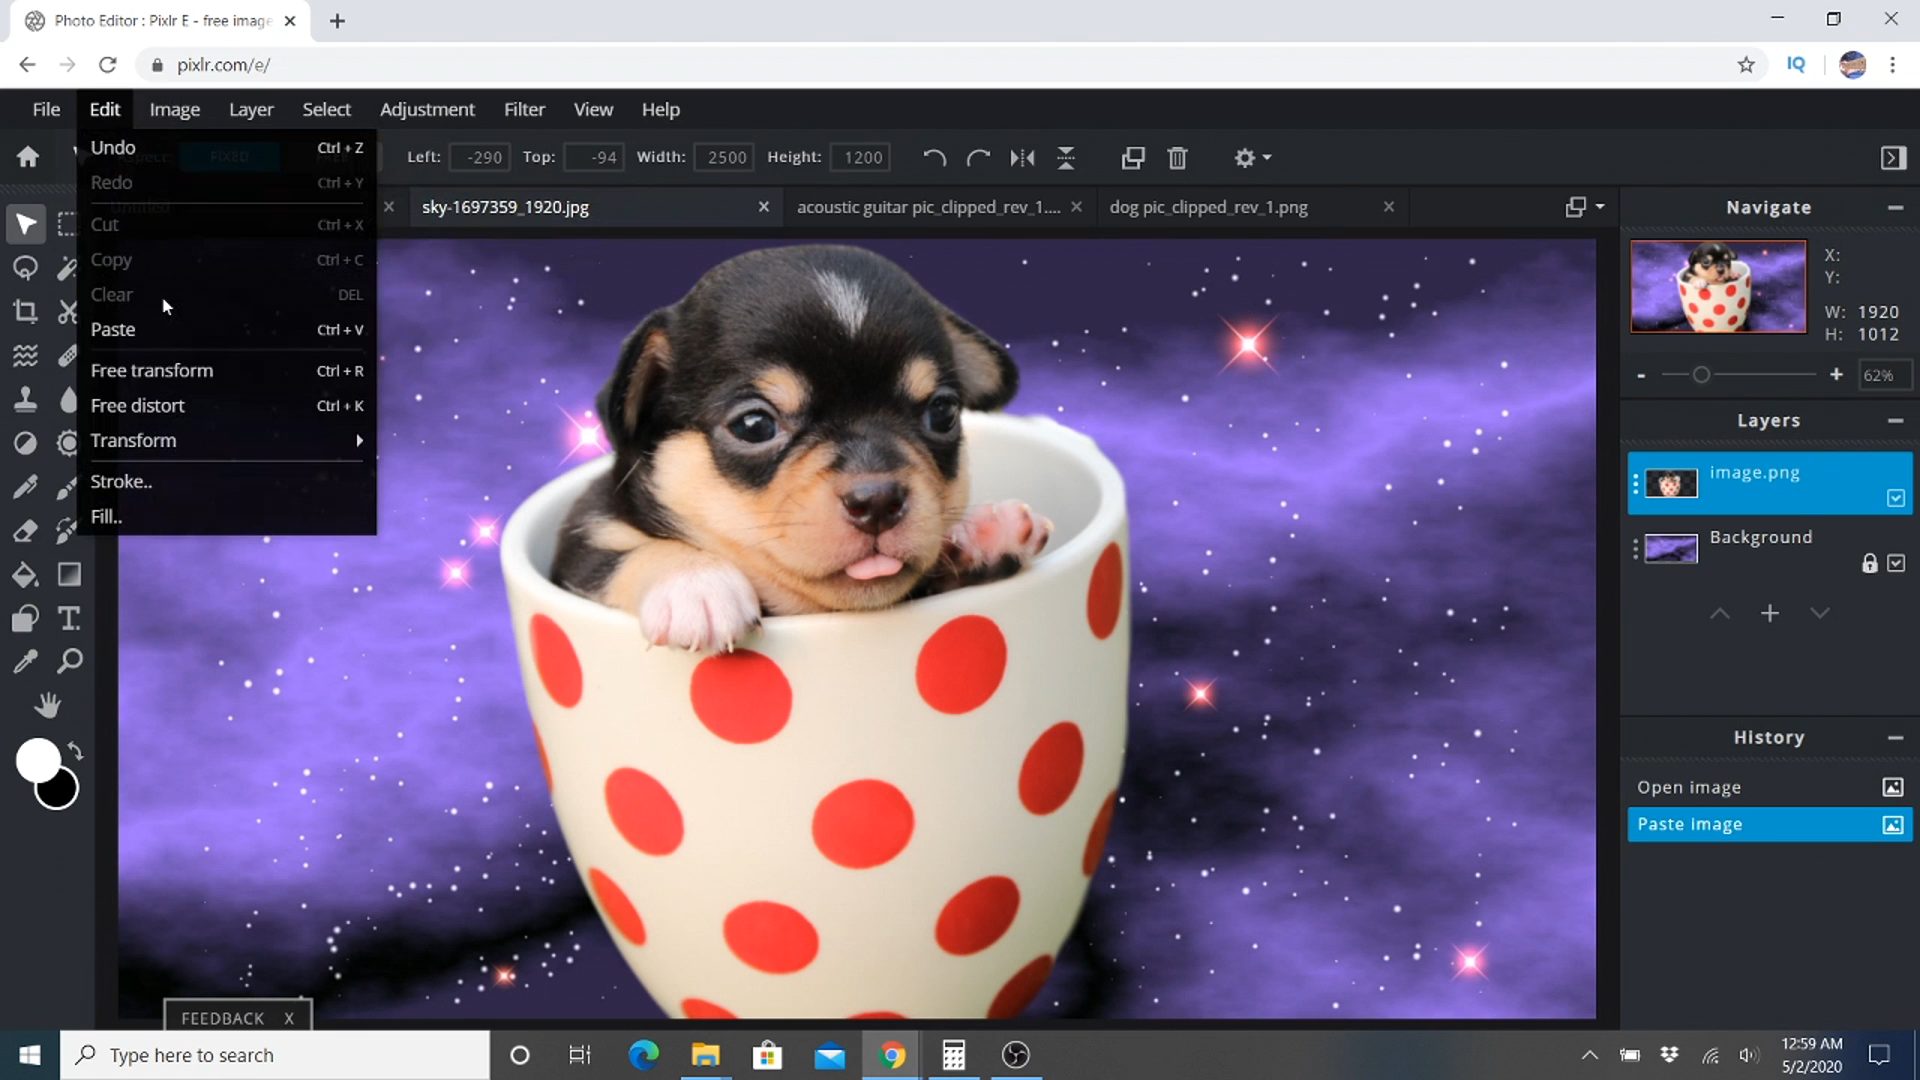 Photo Editor : Pixlr E - free image
pixlr.com/e/
IQ
File Edit Image Layer Select Adjustment Filter View Help
Undo Ctrl + Z
Redo Ctrl + Y
Cut Ctrl + X
Copy Ctrl + C
Clear DEL
Paste Ctrl + V
Free transform Ctrl + R
Free distort Ctrl + K
Transform
Stroke..
Fill..
FIXED
Left: -290 Top: -94 Width: 2500 Height: 1200
Untitled
sky-1697359_1920.jpg
acoustic guitar pic_clipped_rev_1....
dog pic_clipped_rev_1.png
Navigate
X:
Y:
W: 1920
H: 1012
- + 62%
Layers
image.png
Background
History
Open image
Paste image
FEEDBACK X
Type here to search
12:59 AM
5/2/2020